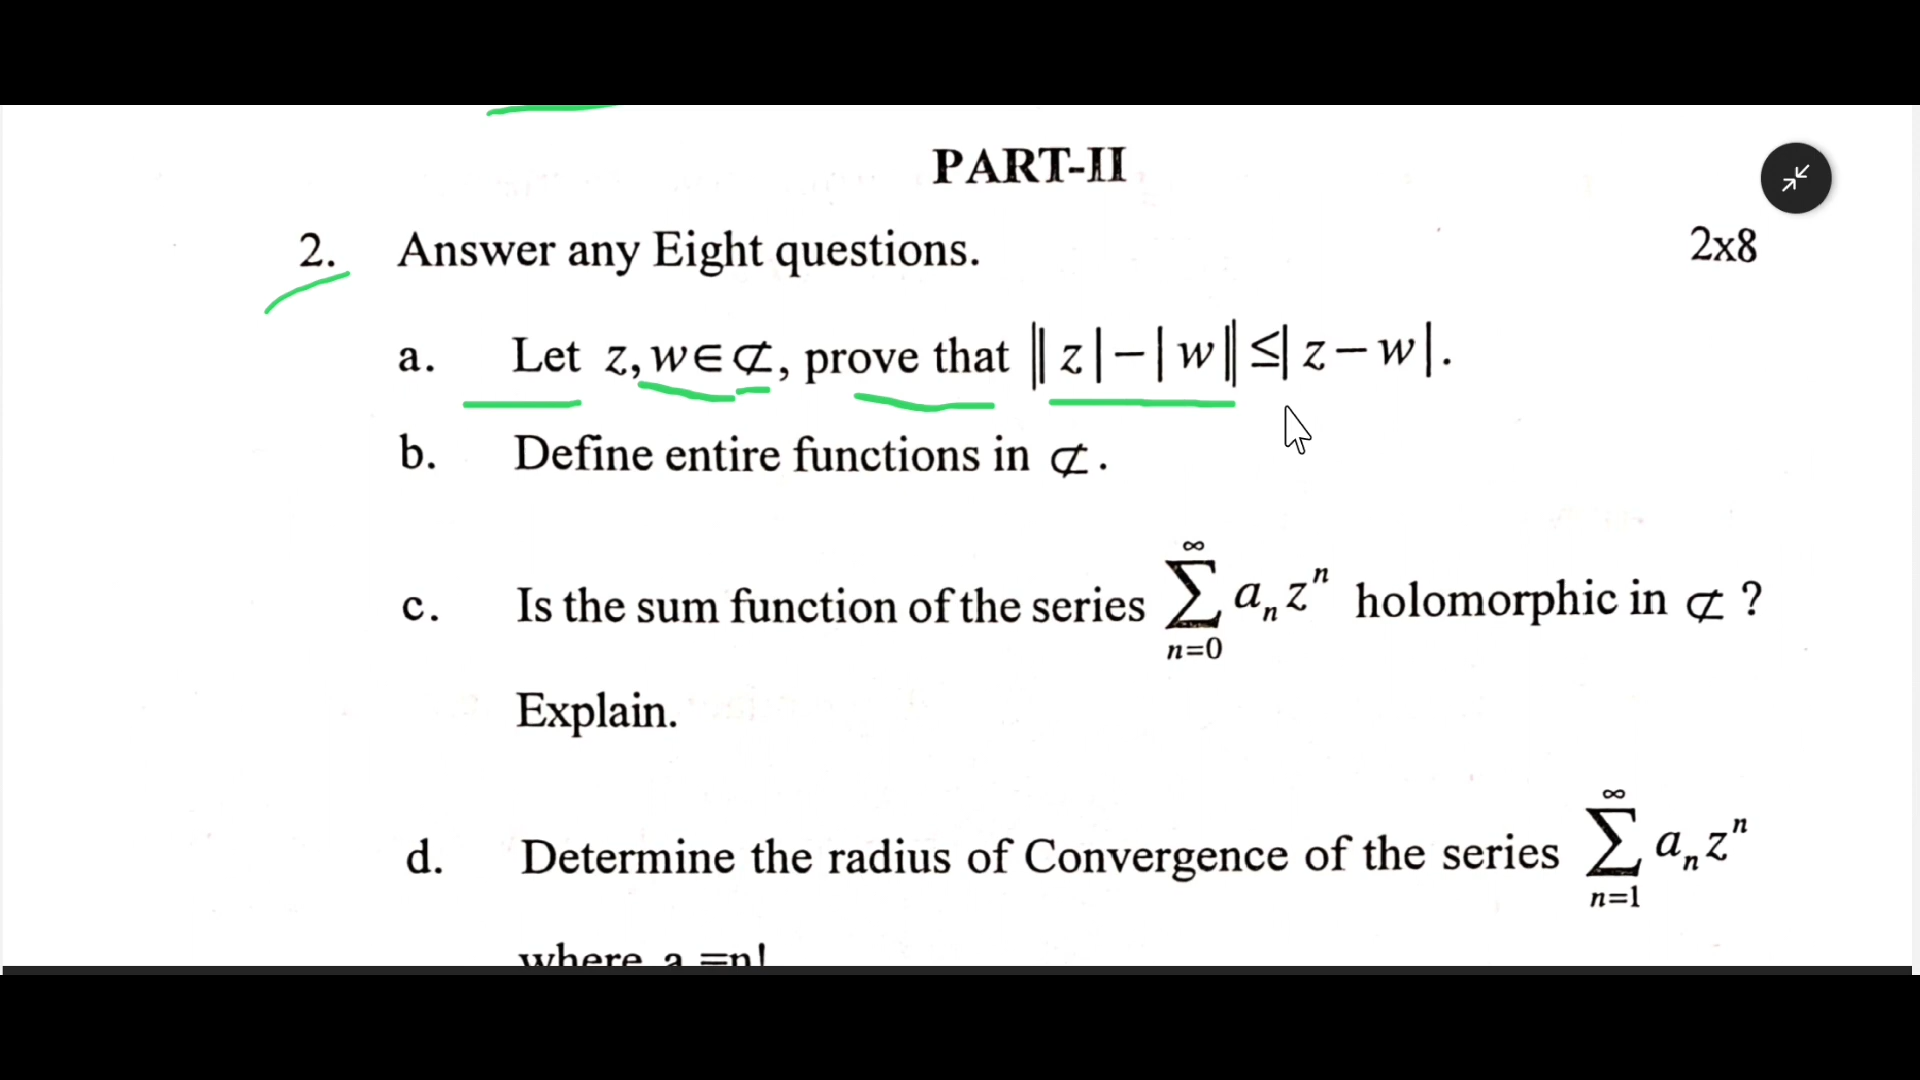 PART-II
2. Answer any Eight questions. 2x8
a. Let z, w∈⊄, prove that ||z|−|w||≤|z−w|.
b. Define entire functions in ⊄.
c. Is the sum function of the series ∑_{n=0}^{∞} a_n z^n holomorphic in ⊄ ?
Explain.
d. Determine the radius of Convergence of the series ∑_{n=1}^{∞} a_n z^n
where a =n!